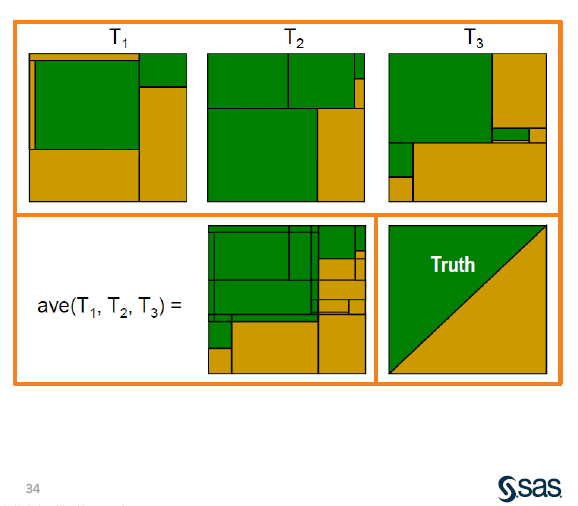 T1 T2 T3
Truth
ave(T1, T2, T3) =
34
sas